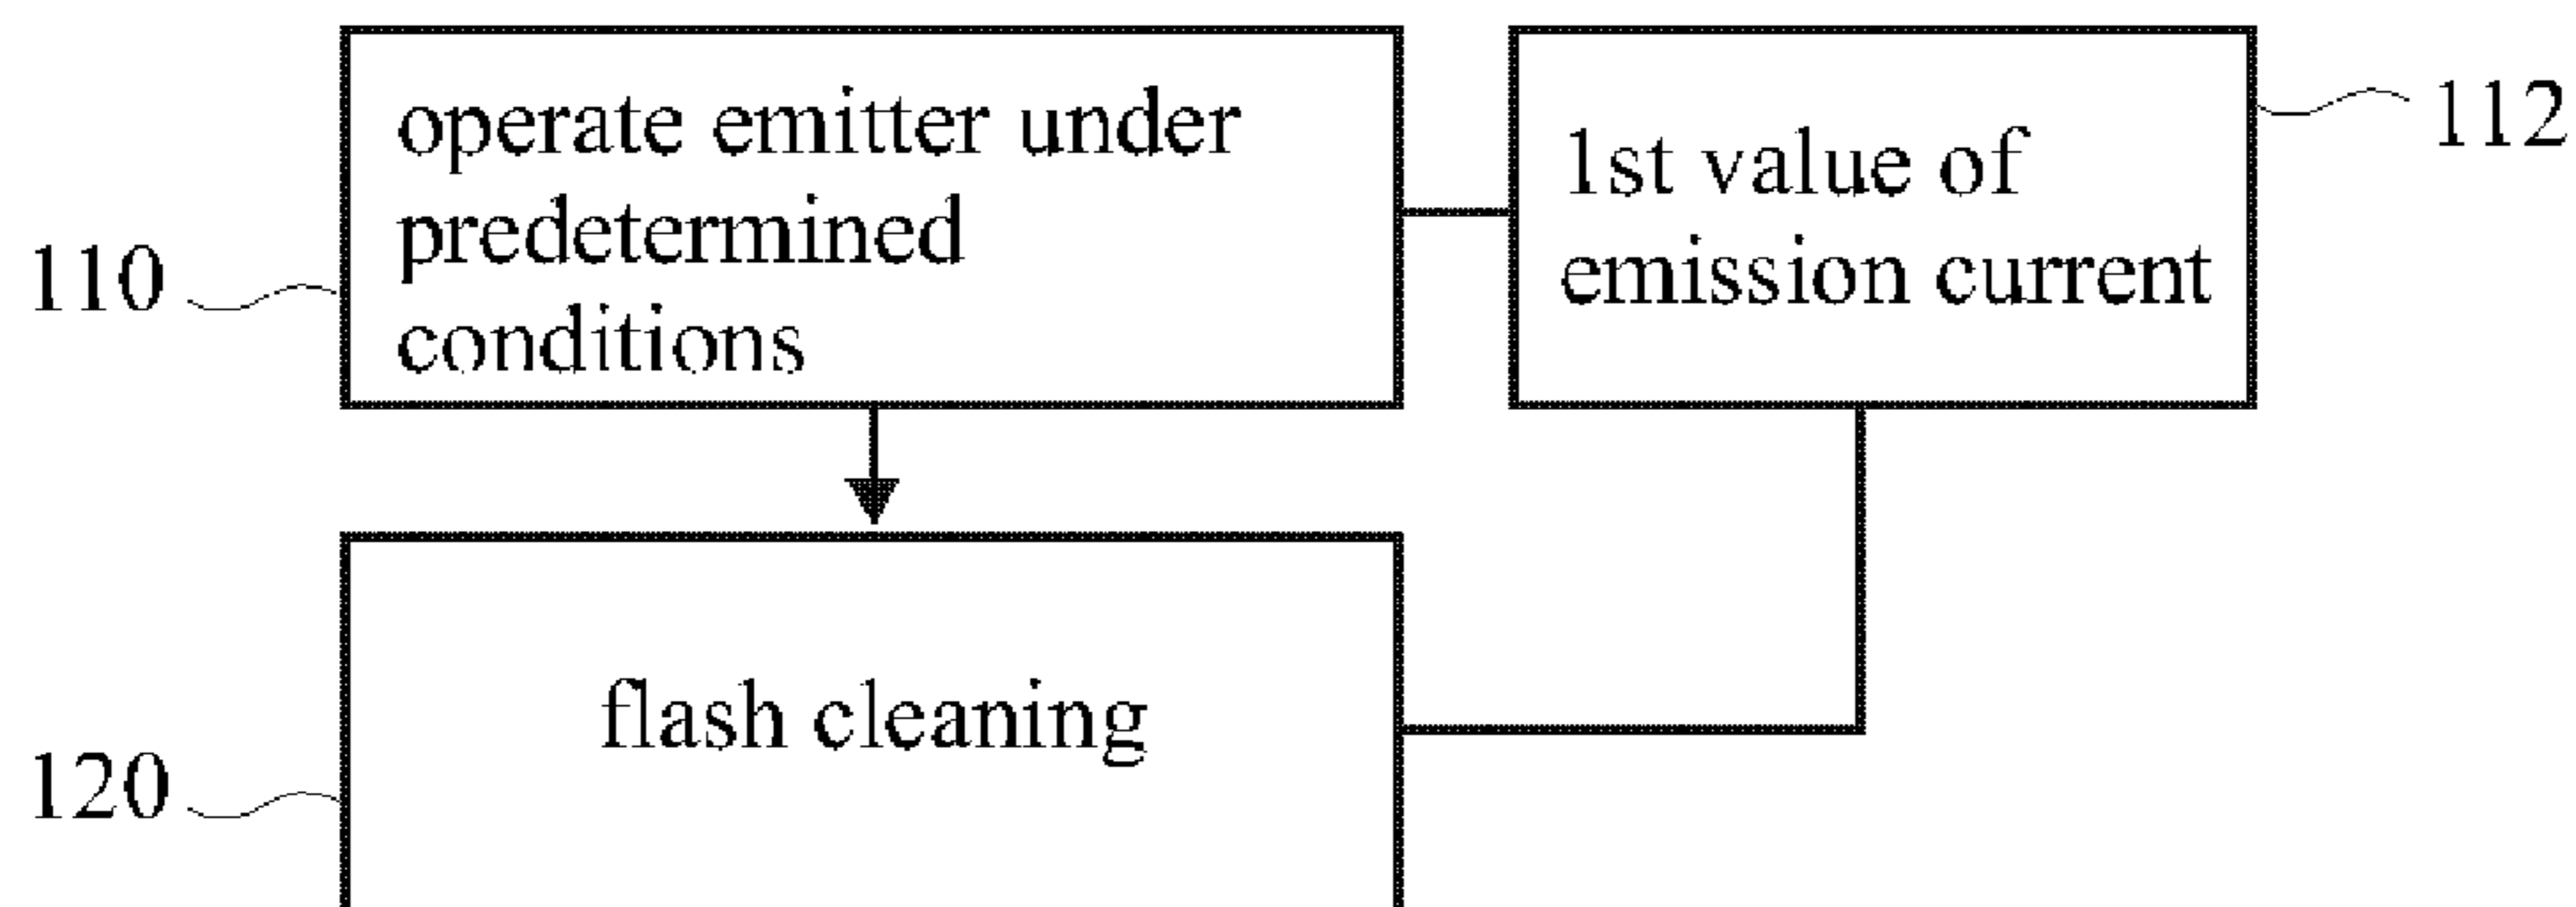 operate emitter under
predetermined
conditions
110
1st value of
emission current
112
flash cleaning
120